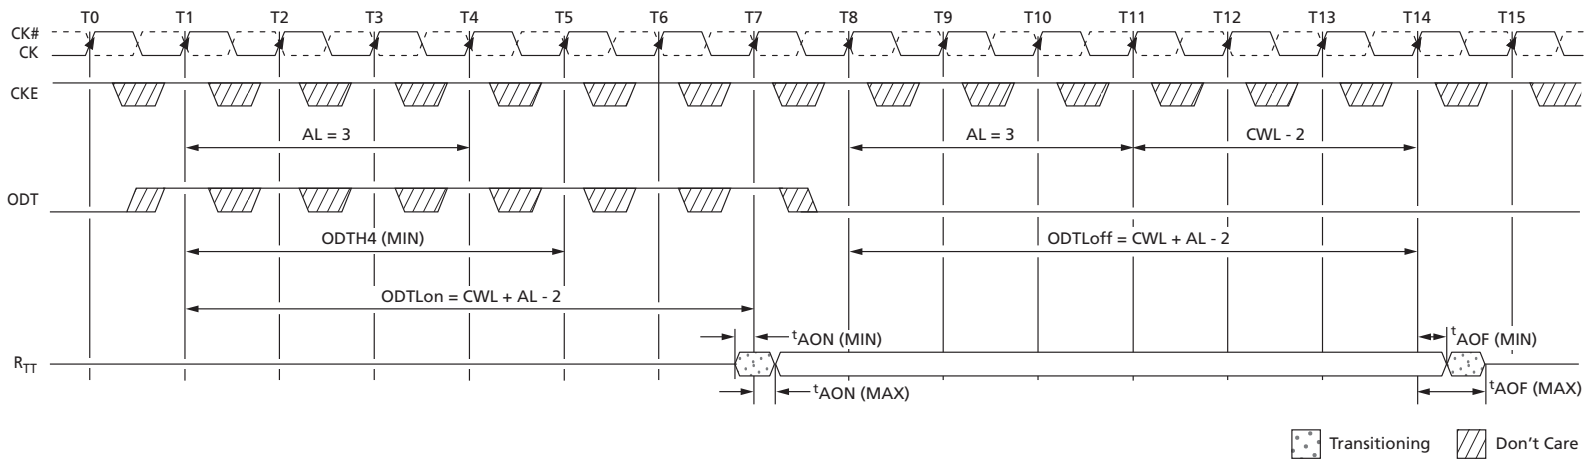 T0 T1 T2 T3 T4 T5 T6 T7 T8 T9 T10 T11 T12 T13 T14 T15
CK#
CK
CKE
AL = 3 AL = 3 CWL - 2
ODT
ODTH4 (MIN) ODTLoff = CWL + AL - 2
ODTLon = CWL + AL - 2
tAON (MIN) tAOF (MIN)
RTT
tAON (MAX) tAOF (MAX)
Transitioning Don't Care